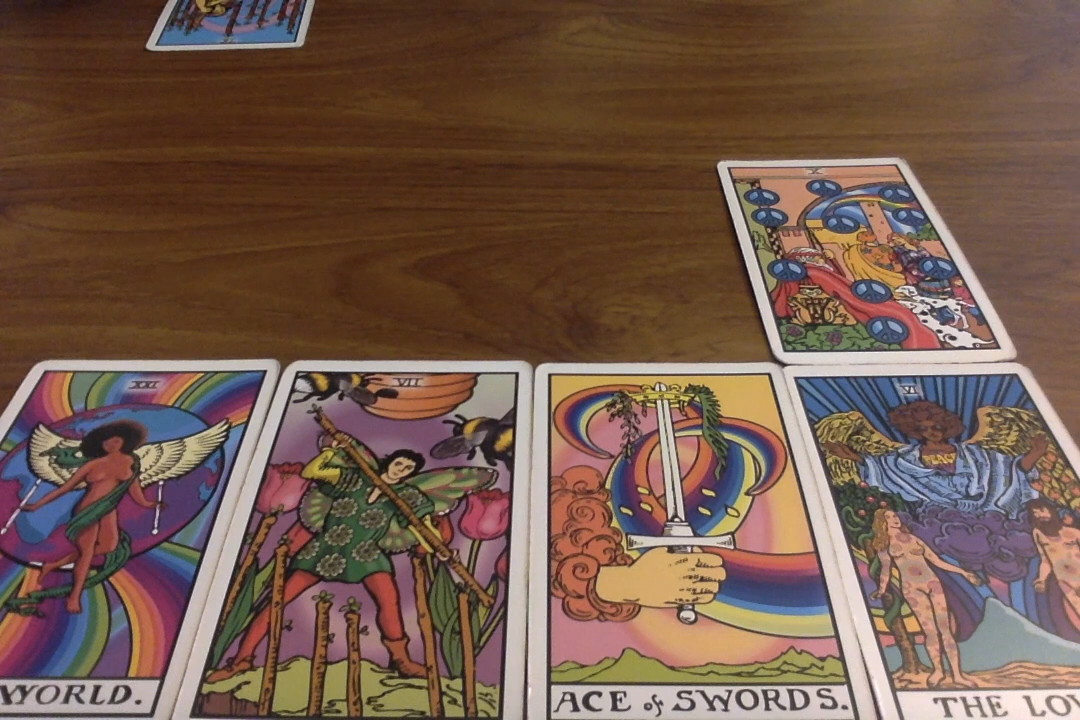 X
XXI
VII
VI
WORLD.
ACE of SWORDS.
THE LOV